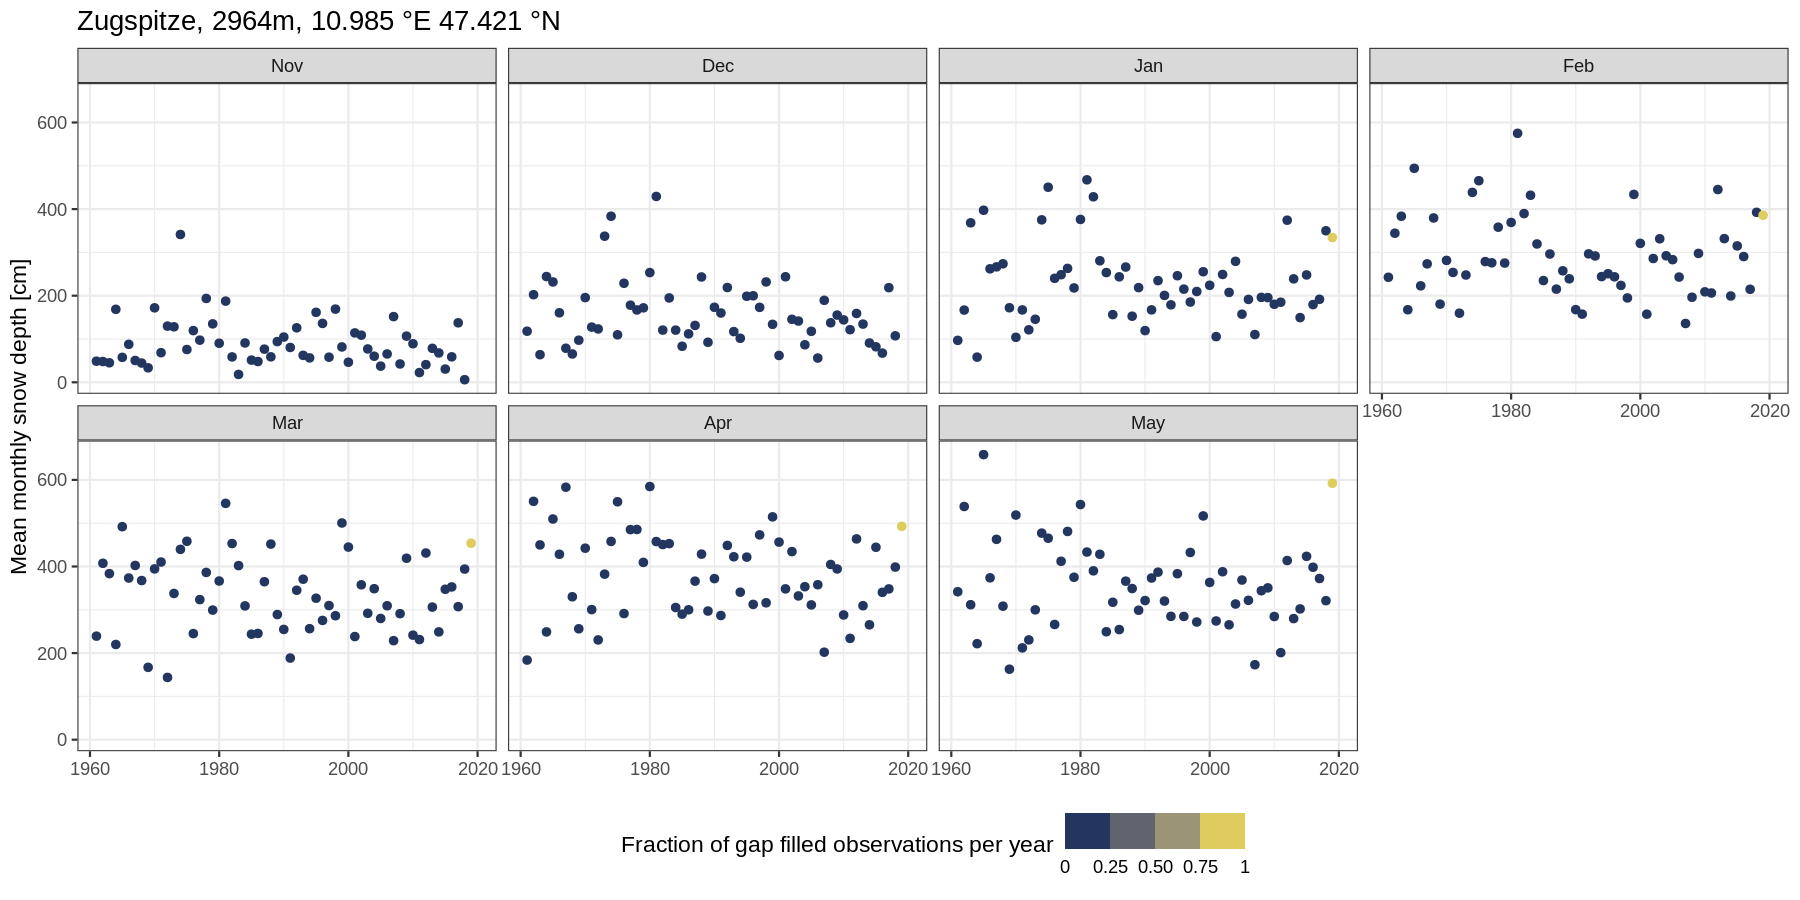 Zugspitze, 2964m, 10.985 °E 47.421 °N
Nov Dec Jan Feb
600
400
200
0
1960 1980 2000 2020
Mean monthly snow depth [cm]
Mar Apr May
600
400
200
0
1960 1980 2000 2020 1960 1980 2000 2020 1960 1980 2000 2020
Fraction of gap filled observations per year
0 0.25 0.50 0.75 1